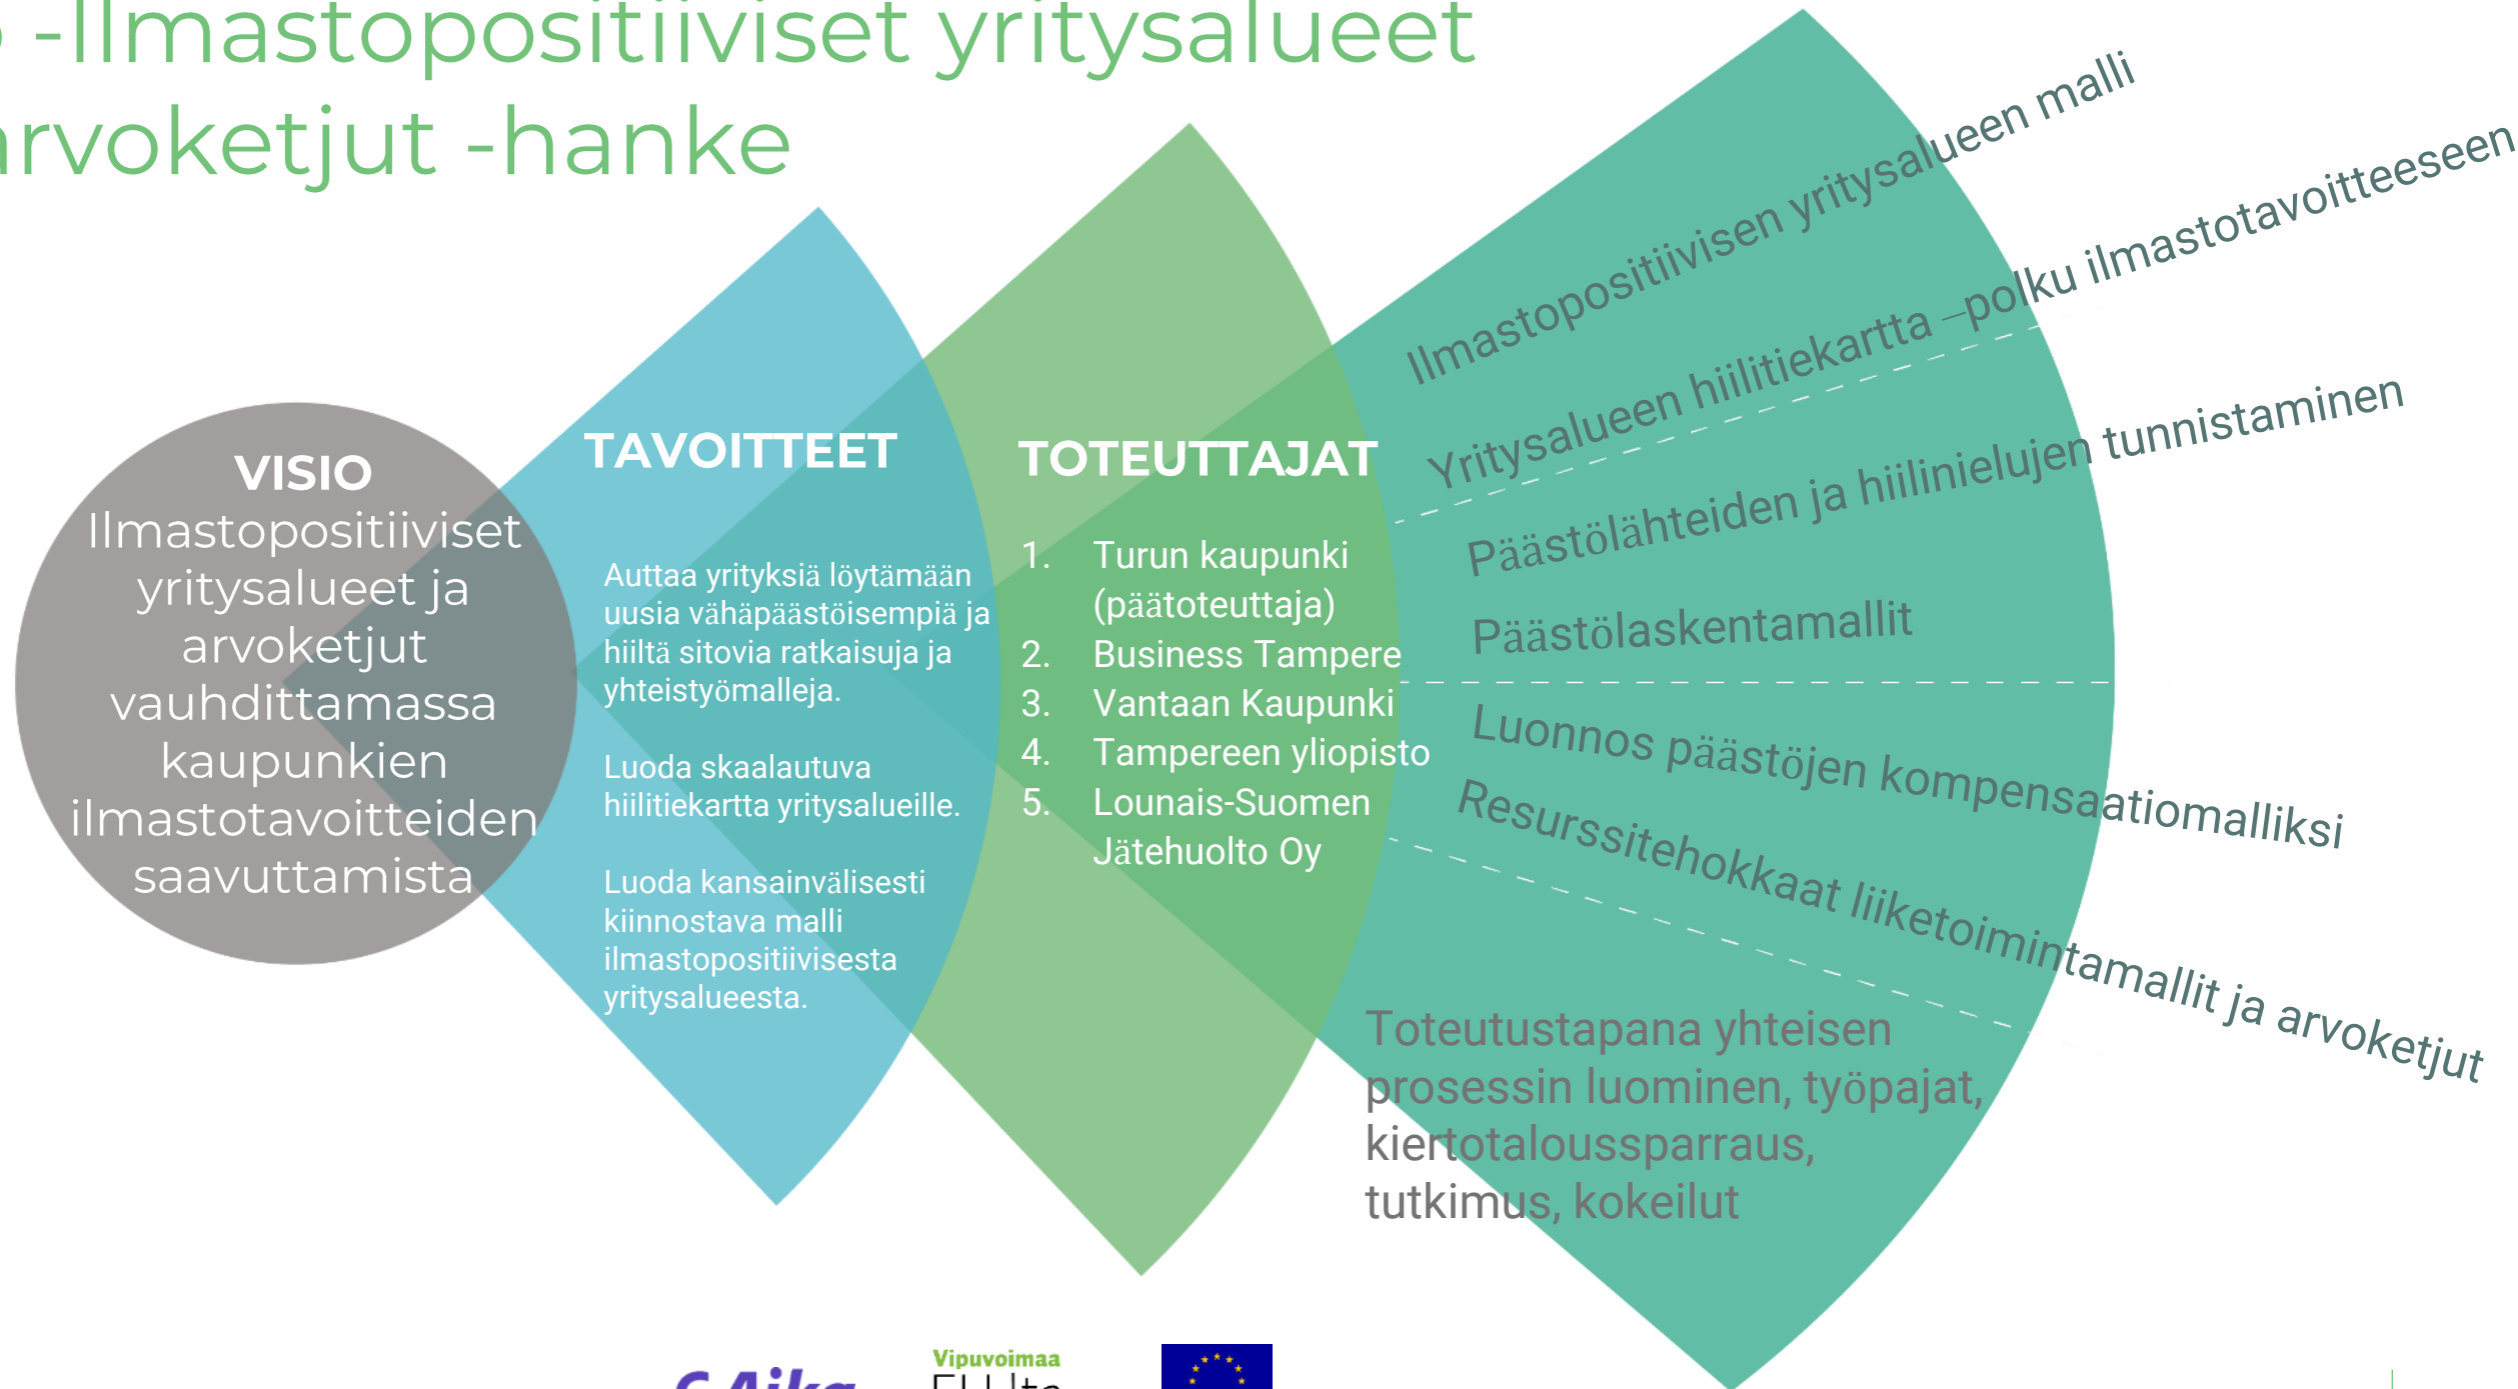 -Ilmastopositiiviset yritysalueet
arvoketjut -hanke
VISIO
Ilmastopositiiviset
yritysalueet ja
arvoketjut
vauhdittamassa
kaupunkien
ilmastotavoitteiden
saavuttamista
TAVOITTEET
Auttaa yrityksiä löytämään
uusia vähäpäästöisempiä ja
hiiltä sitovia ratkaisuja ja
yhteistyömalleja.
Luoda skaalautuva
hiilitiekartta yritysalueille.
Luoda kansainvälisesti
kiinnostava malli
ilmastopositiivisesta
yritysalueesta.
TOTEUTTAJAT
1. Turun kaupunki
(päätoteuttaja)
2. Business Tampere
3. Vantaan Kaupunki
4. Tampereen yliopisto
5. Lounais-Suomen
Jätehuolto Oy
Ilmastopositiivisen yritysalueen malli
Yritysalueen hiilitiekartta –polku ilmastotavoitteeseen
Päästölähteiden ja hiilinielujen tunnistaminen
Päästölaskentamallit
Luonnos päästöjen kompensaatiomalliksi
Resurssitehokkaat liiketoimintamallit ja arvoketjut
Toteutustapana yhteisen
prosessin luominen, työpajat,
kiertotaloussparraus,
tutkimus, kokeilut
6Aika
Vipuvoimaa
EU:lta